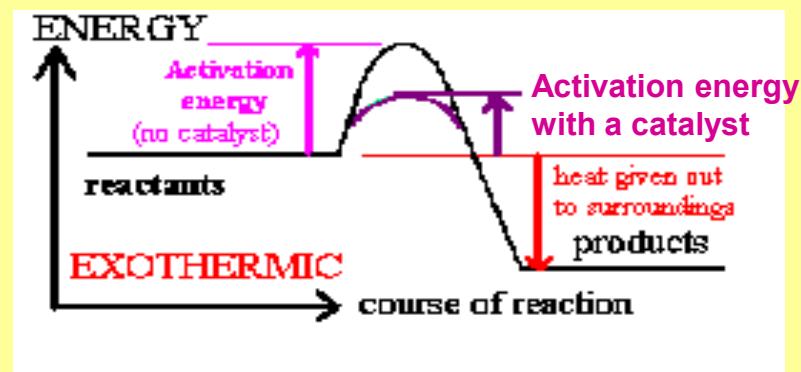 ENERGY
Activation
energy
(no catalyst)
Activation energy
with a catalyst
reactants
heat given out
to surroundings
products
EXOTHERMIC
course of reaction